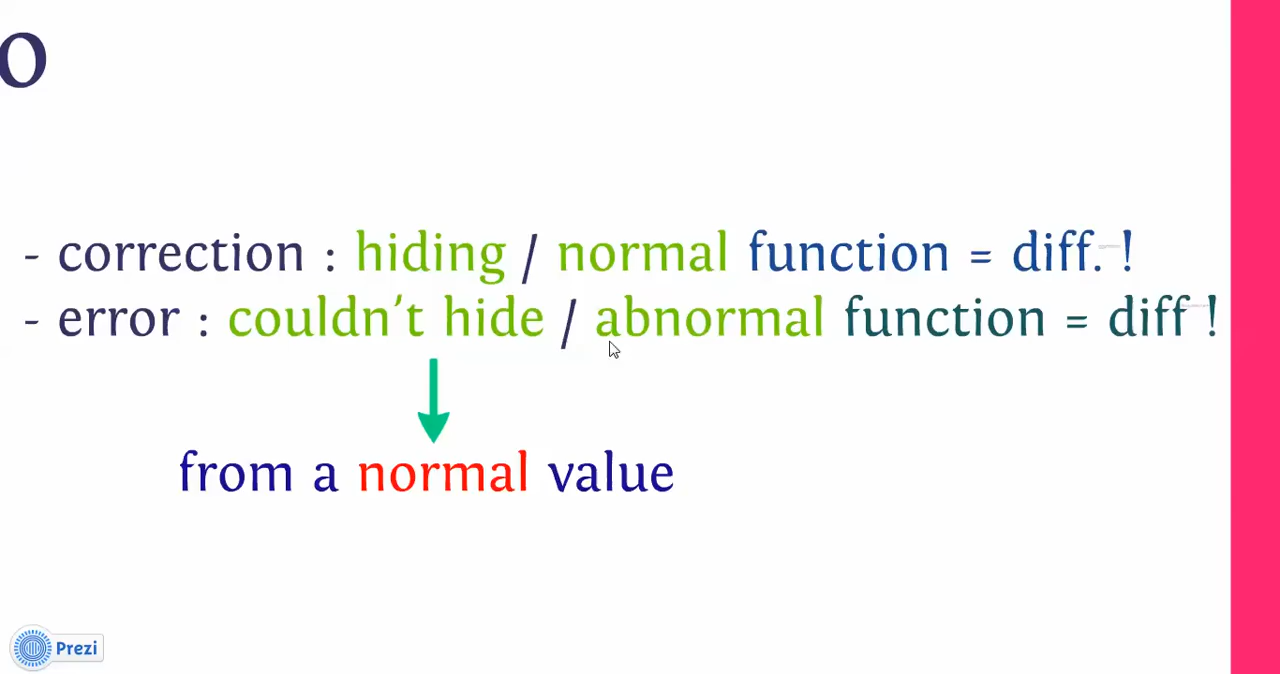 o
- correction : hiding / normal function = diff. !
- error : couldn't hide / abnormal function = diff !
from a normal value
Prezi